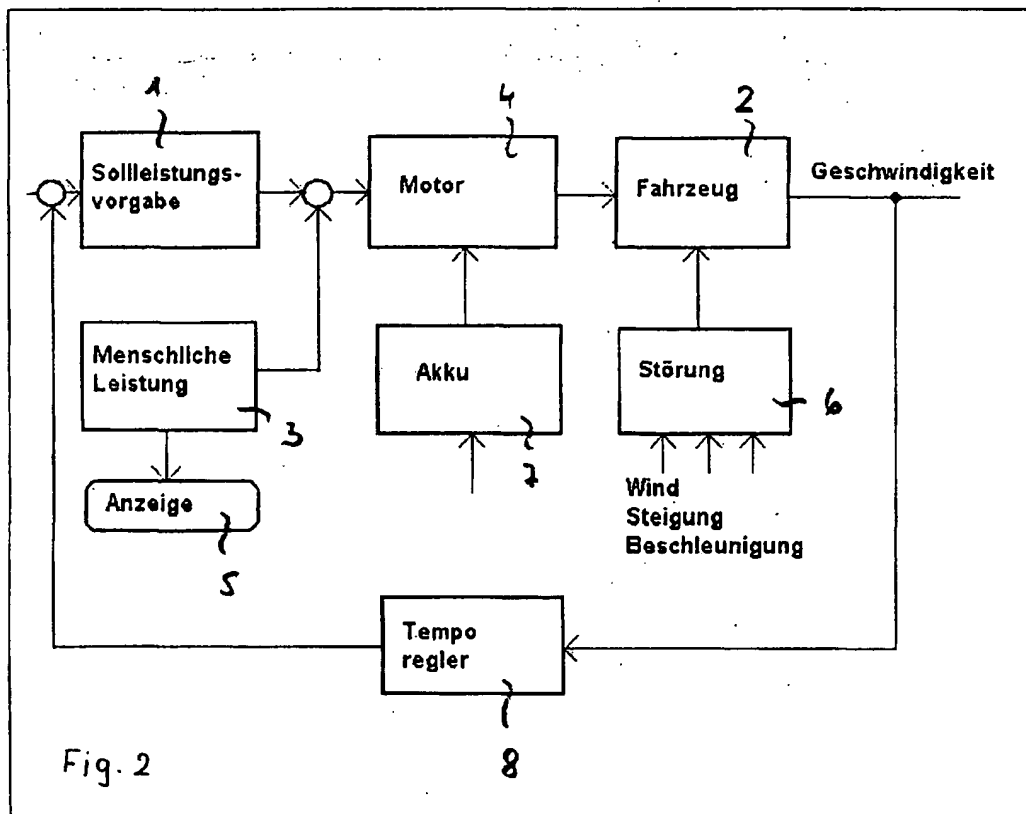 1
4
2
Sollleistungs-
vorgabe
Motor
Fahrzeug
Geschwindigkeit
Menschliche
Leistung
3
Akku
7
Störung
6
Anzeige
5
Wind
Steigung
Beschleunigung
Tempo
regler
8
Fig. 2